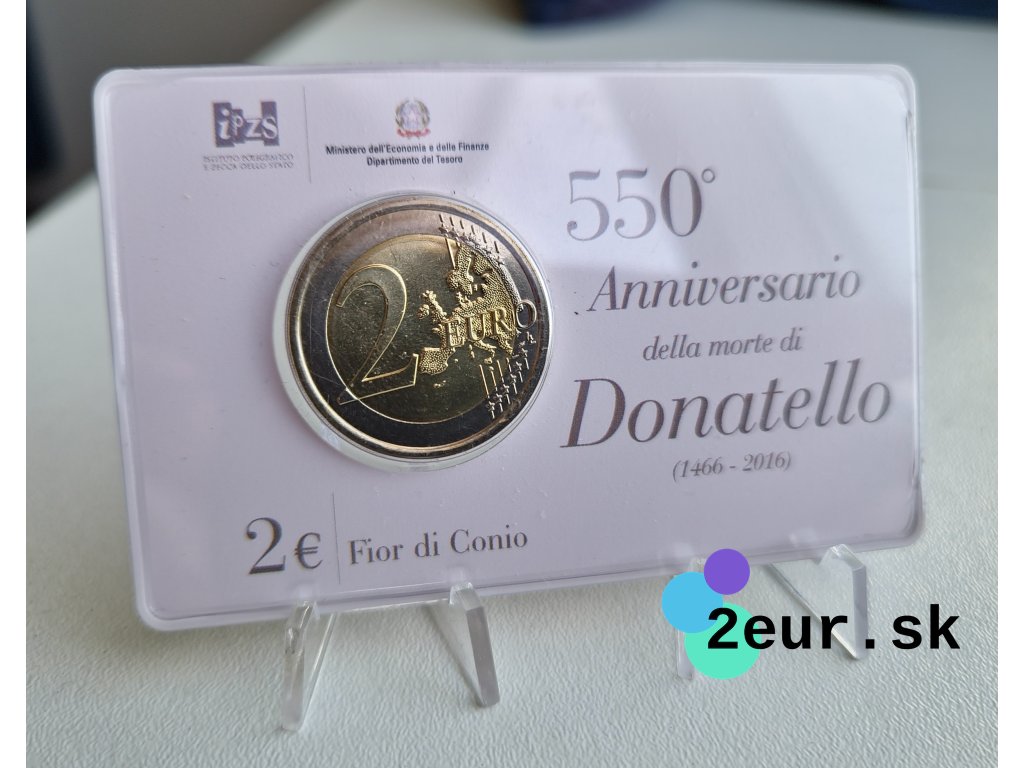 ipzs
ISTITUTO POLIGRAFICO
E ZECCA DELLO STATO
Ministero dell'Economia e delle Finanze
Dipartimento del Tesoro
550°
Anniversario
della morte di
Donatello
(1466 - 2016)
2 EURO
2€ Fior di Conio
2eur.sk